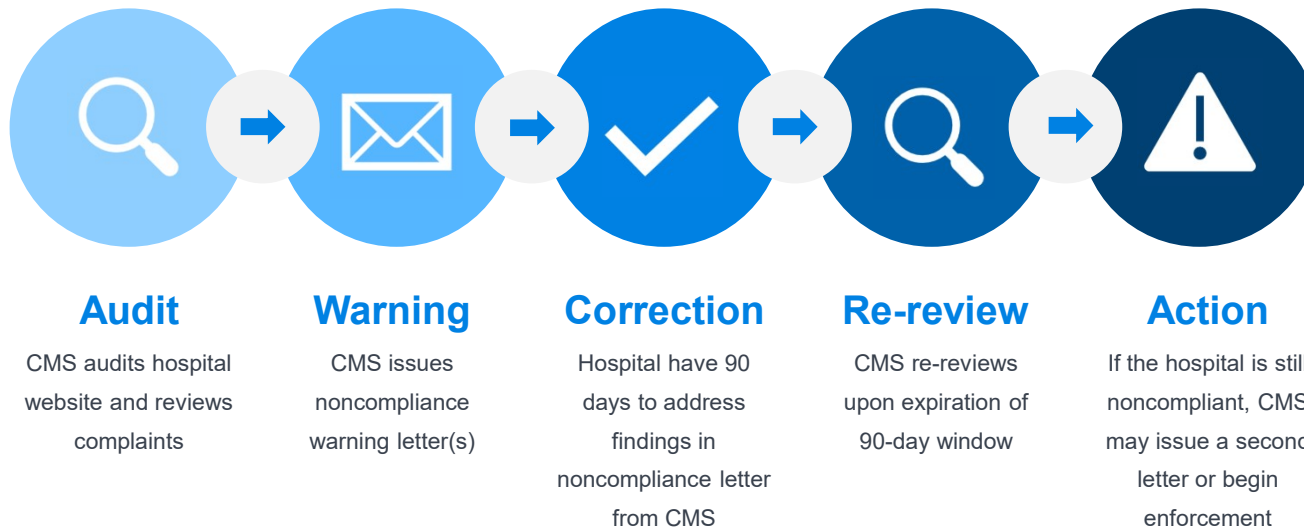 Audit
CMS audits hospital
website and reviews
complaints
Warning
CMS issues
noncompliance
warning letter(s)
Correction
Hospital have 90
days to address
findings in
noncompliance letter
from CMS
Re-review
CMS re-reviews
upon expiration of
90-day window
Action
If the hospital is still
noncompliant, CMS
may issue a second
letter or begin
enforcement